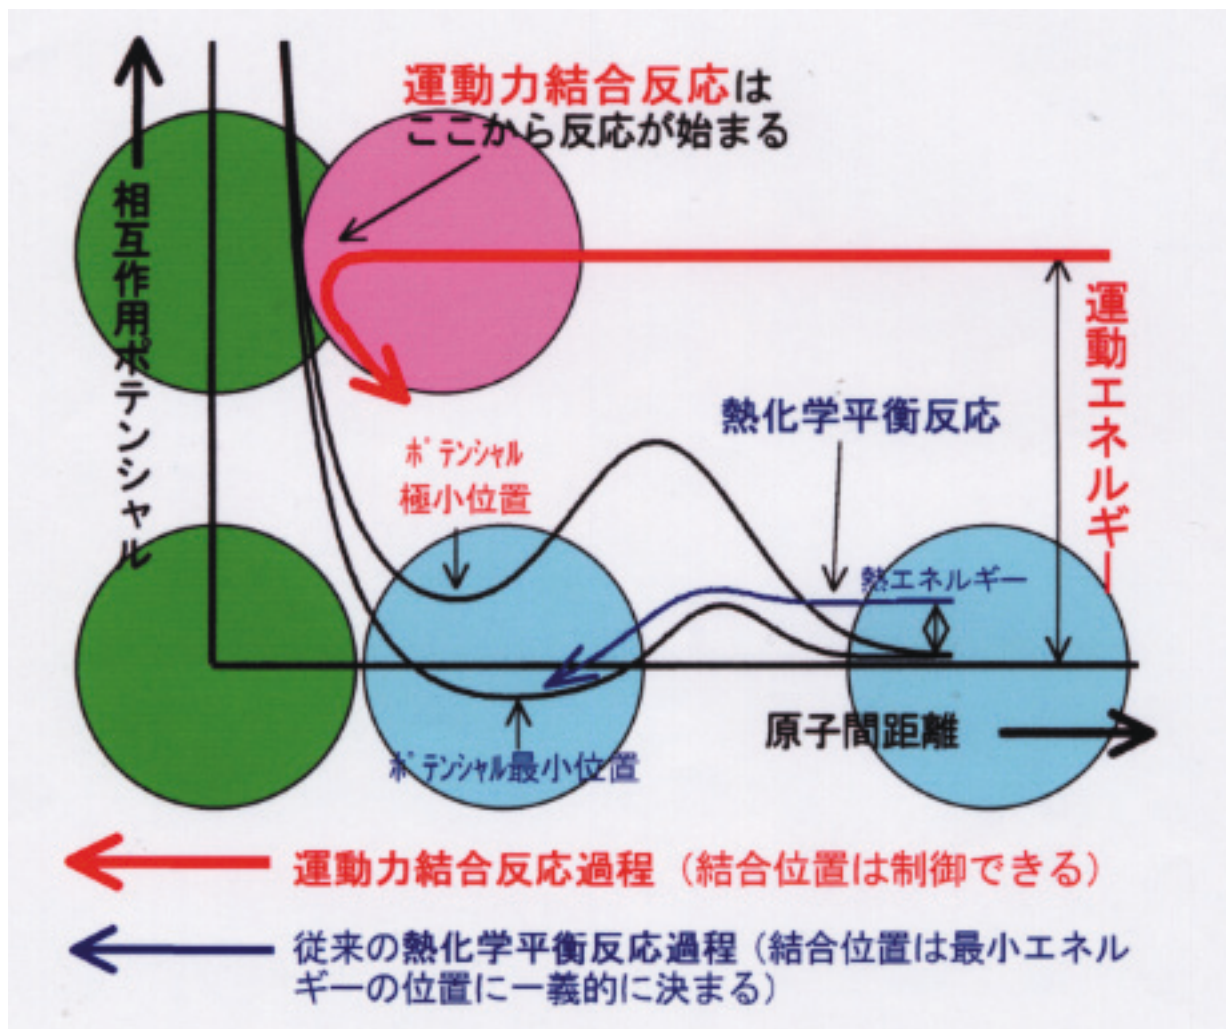 運動力結合反応は
ここから反応が始まる
相互作用ポテンシャル
運動エネルギー
熱化学平衡反応
ﾎﾟﾃﾝｼｬﾙ
極小位置
熱エネルギー
原子間距離
ﾎﾟﾃﾝｼｬﾙ最小位置
運動力結合反応過程（結合位置は制御できる）
従来の熱化学平衡反応過程（結合位置は最小エネル
ギーの位置に一義的に決まる）